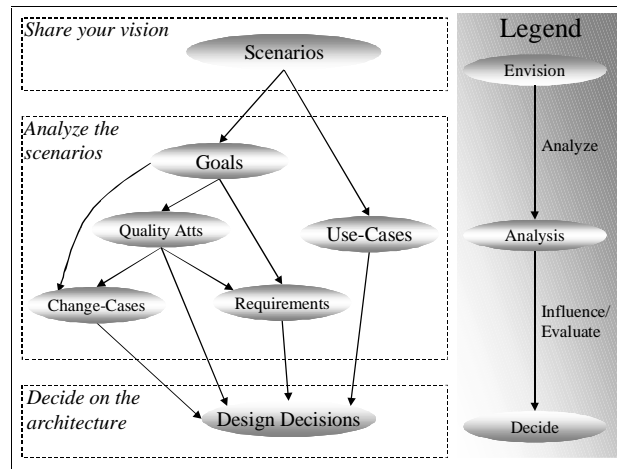 Share your vision
Scenarios
Analyze the
scenarios
Goals
Quality Atts
Use-Cases
Change-Cases
Requirements
Decide on the
architecture
Design Decisions
Legend
Envision
Analyze
Analysis
Influence/
Evaluate
Decide